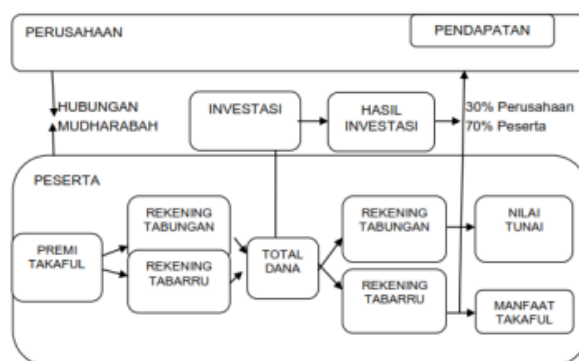 PERUSAHAAN
PENDAPATAN
HUBUNGAN
MUDHARABAH
INVESTASI
HASIL
INVESTASI
30% Perusahaan
70% Peserta
PESERTA
PREMI
TAKAFUL
REKENING
TABUNGAN
REKENING
TABARRU
TOTAL
DANA
REKENING
TABUNGAN
REKENING
TABARRU
NILAI
TUNAI
MANFAAT
TAKAFUL